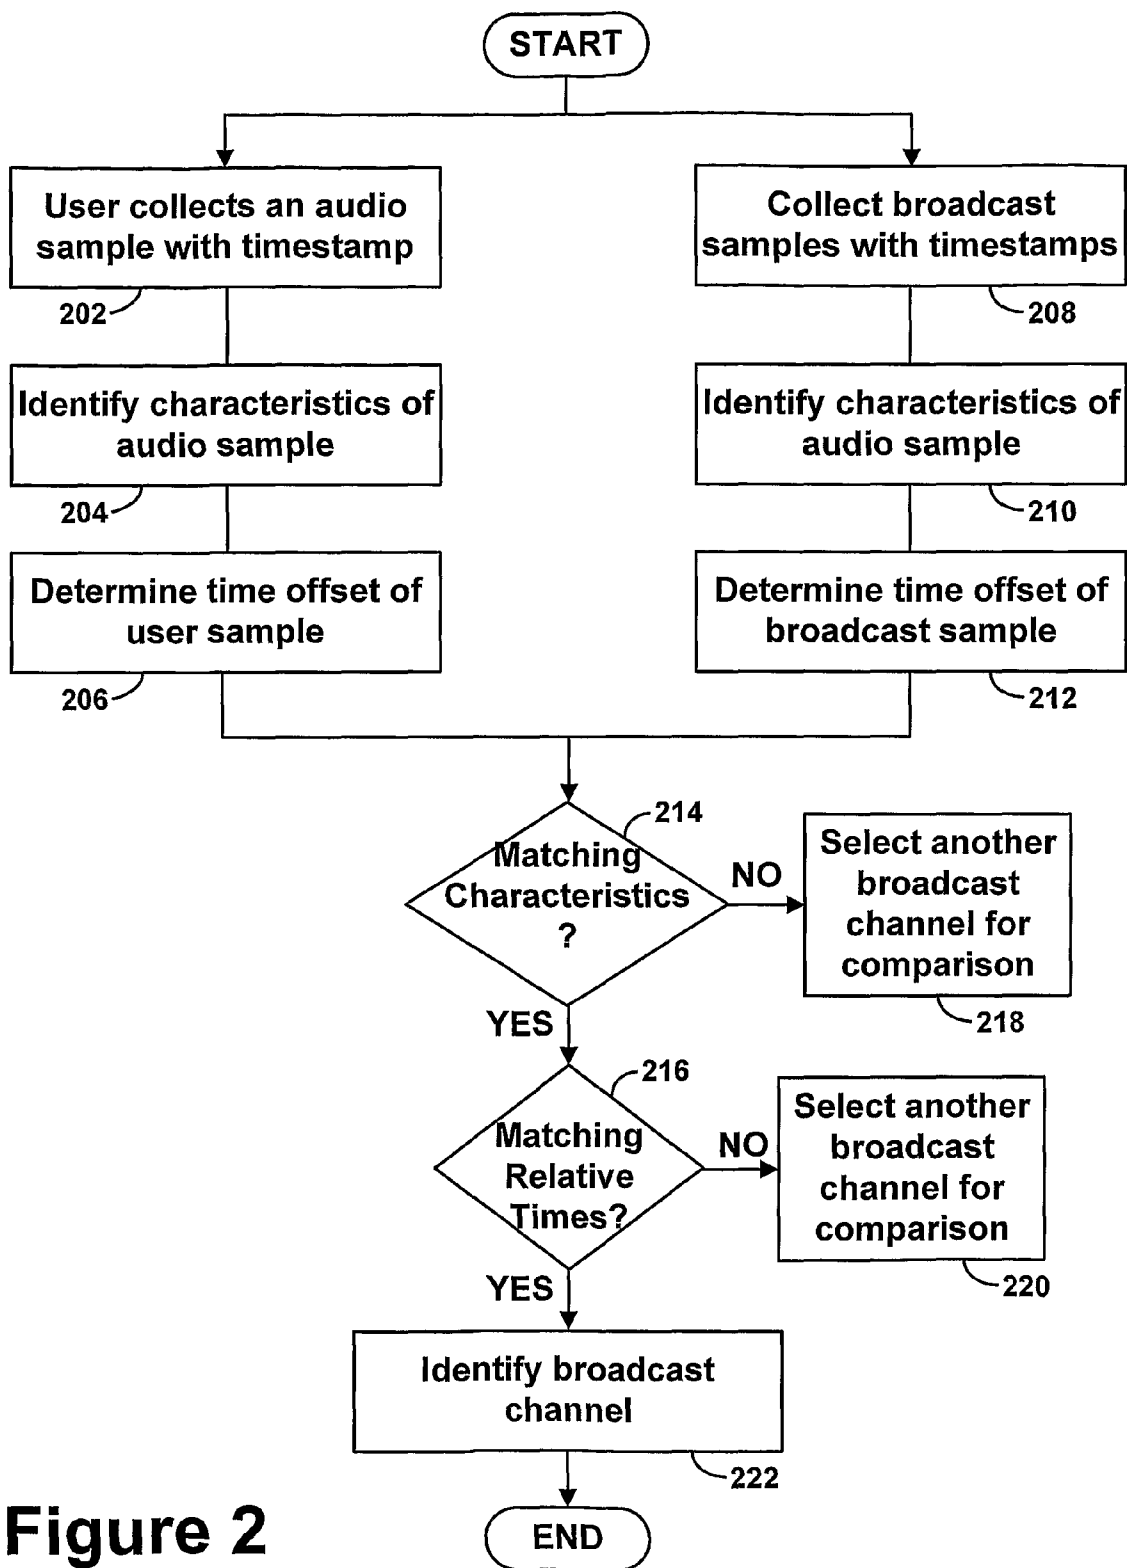 START
User collects an audio
sample with timestamp
202
Identify characteristics of
audio sample
204
Determine time offset of
user sample
206
Collect broadcast
samples with timestamps
208
Identify characteristics of
audio sample
210
Determine time offset of
broadcast sample
212
214
Matching
Characteristics
?
NO
Select another
broadcast
channel for
comparison
218
YES
216
Matching
Relative
Times?
NO
Select another
broadcast
channel for
comparison
220
YES
Identify broadcast
channel
222
END
Figure 2